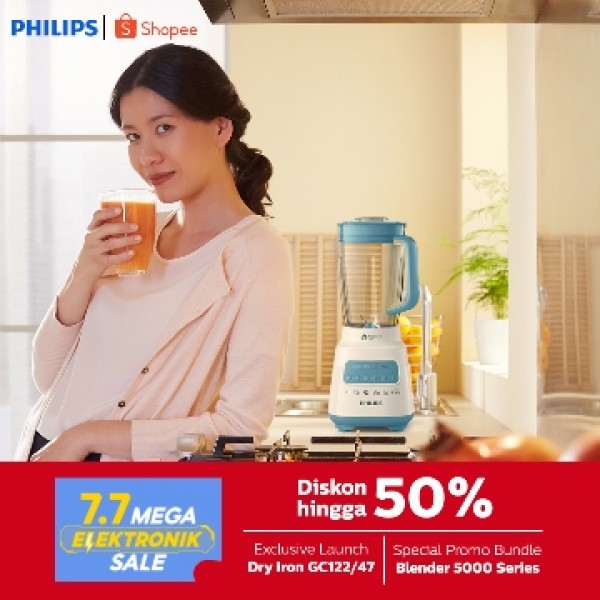 PHILIPS | Shopee
PHILIPS
7.7 MEGA
ELEKTRONIK
SALE
Diskon
hingga 50%
Exclusive Launch
Dry Iron GC122/47
Special Promo Bundle
Blender 5000 Series